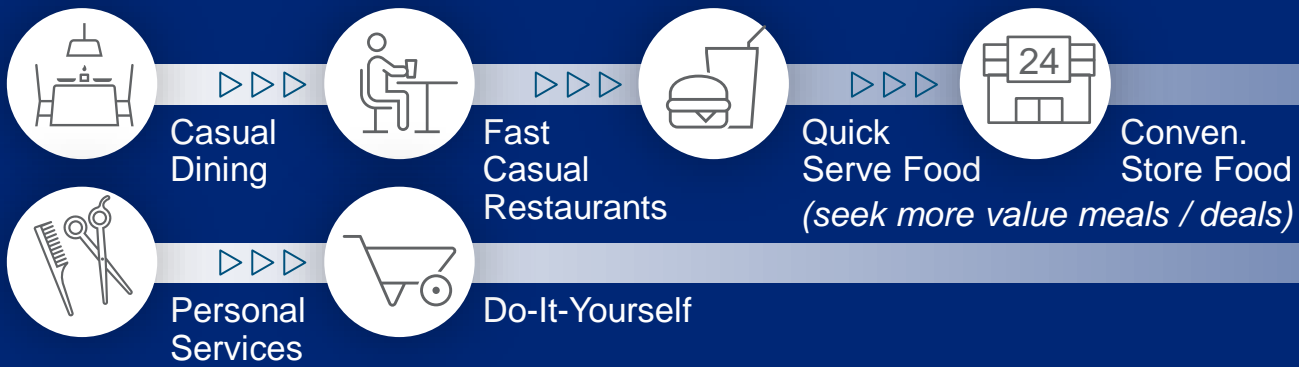 24
Casual
Dining
Fast
Casual
Restaurants
Quick
Serve Food
Conven.
Store Food
(seek more value meals / deals)
Personal
Services
Do-It-Yourself